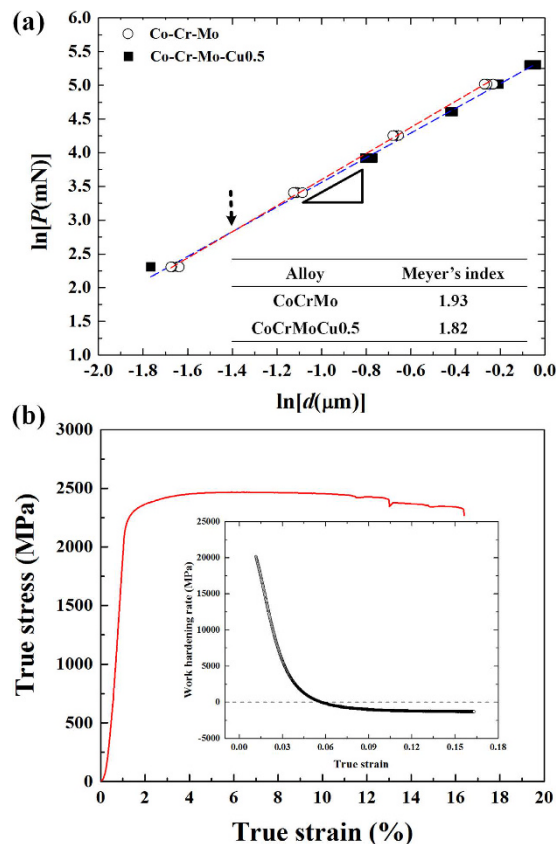 (a)
Co-Cr-Mo
Co-Cr-Mo-Cu0.5
ln[P(mN)]
6.0
5.5
5.0
4.5
4.0
3.5
3.0
2.5
2.0
1.5
1.0
Alloy Meyer's index
CoCrMo 1.93
CoCrMoCu0.5 1.82
-2.0 -1.8 -1.6 -1.4 -1.2 -1.0 -0.8 -0.6 -0.4 -0.2 0.0
ln[d(μm)]
(b)
True stress (MPa)
3000
2500
2000
1500
1000
500
0
Work hardening rate (MPa)
25000
20000
15000
10000
5000
0
-5000
0.00 0.03 0.06 0.09 0.12 0.15 0.18
True strain
0 2 4 6 8 10 12 14 16 18 20
True strain (%)